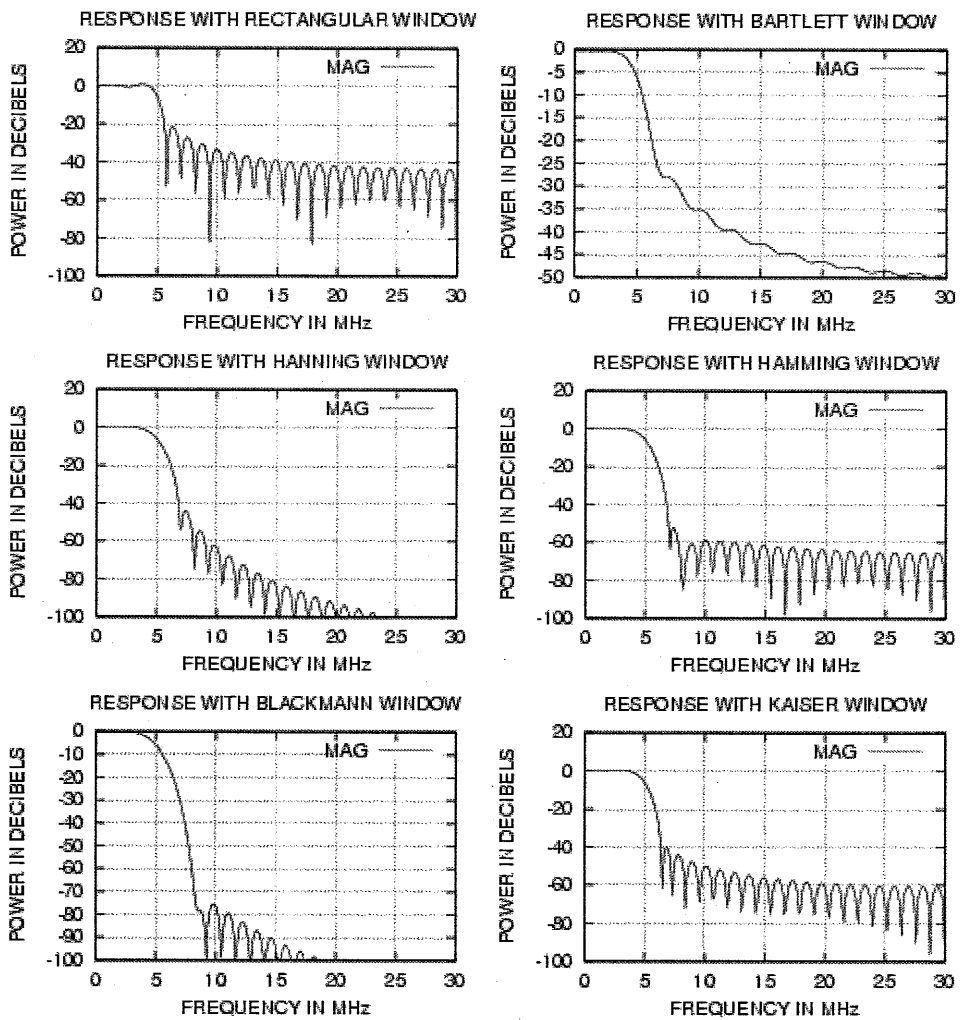 RESPONSE WITH RECTANGULAR WINDOW
20
0
-20
-40
-60
-80
-100
0 5 10 15 20 25 30
MAG
POWER IN DECIBELS
FREQUENCY IN MHz
RESPONSE WITH BARTLETT WINDOW
0
-5
-10
-15
-20
-25
-30
-35
-40
-45
-50
0 5 10 15 20 25 30
MAG
POWER IN DECIBELS
FREQUENCY IN MHz
RESPONSE WITH HANNING WINDOW
20
0
-20
-40
-60
-80
-100
0 5 10 15 20 25 30
MAG
POWER IN DECIBELS
FREQUENCY IN MHz
RESPONSE WITH HAMMING WINDOW
20
0
-20
-40
-60
-80
-100
0 5 10 15 20 25 30
MAG
POWER IN DECIBELS
FREQUENCY IN MHz
RESPONSE WITH BLACKMANN WINDOW
0
-10
-20
-30
-40
-50
-60
-70
-80
-90
-100
0 5 10 15 20 25 30
MAG
POWER IN DECIBELS
FREQUENCY IN MHz
RESPONSE WITH KAISER WINDOW
20
0
-20
-40
-60
-80
-100
0 5 10 15 20 25 30
MAG
POWER IN DECIBELS
FREQUENCY IN MHz